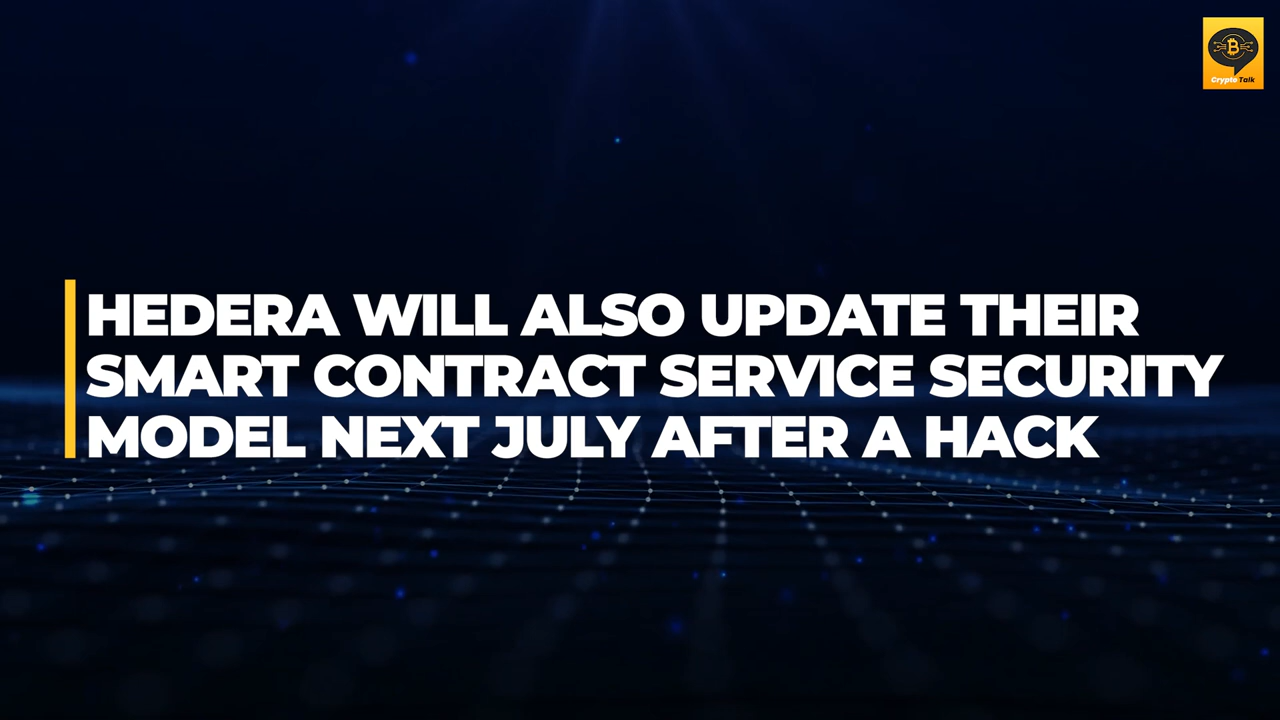 Crypto Talk
HEDERA WILL ALSO UPDATE THEIR
SMART CONTRACT SERVICE SECURITY
MODEL NEXT JULY AFTER A HACK